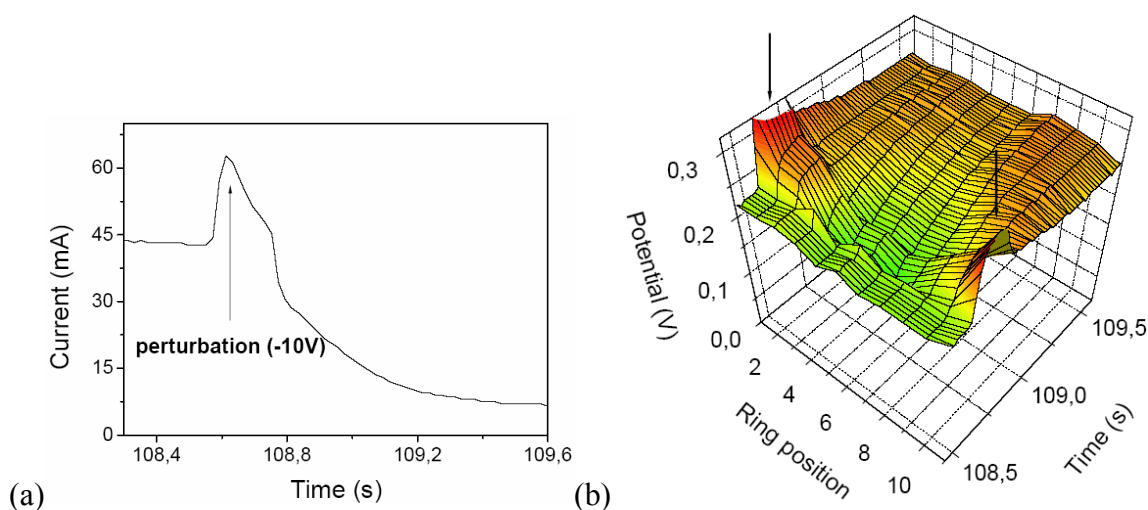 60
45
30
15
0
Current (mA)
perturbation (-10V)
108,4 108,8 109,2 109,6
Time (s)
(a)
0,3
0,2
0,1
0,0
Potential (V)
2
4
6
8
10
Ring position
108,5
109,0
109,5
Time (s)
(b)